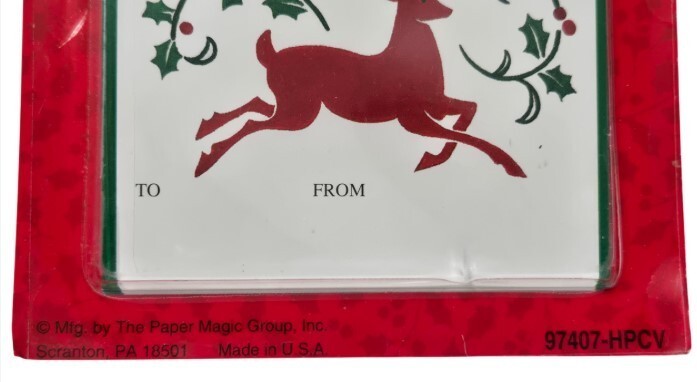 TO FROM
© Mfg. by The Paper Magic Group, Inc.
Scranton, PA 18501 Made in U.S.A.
97407-HPCV